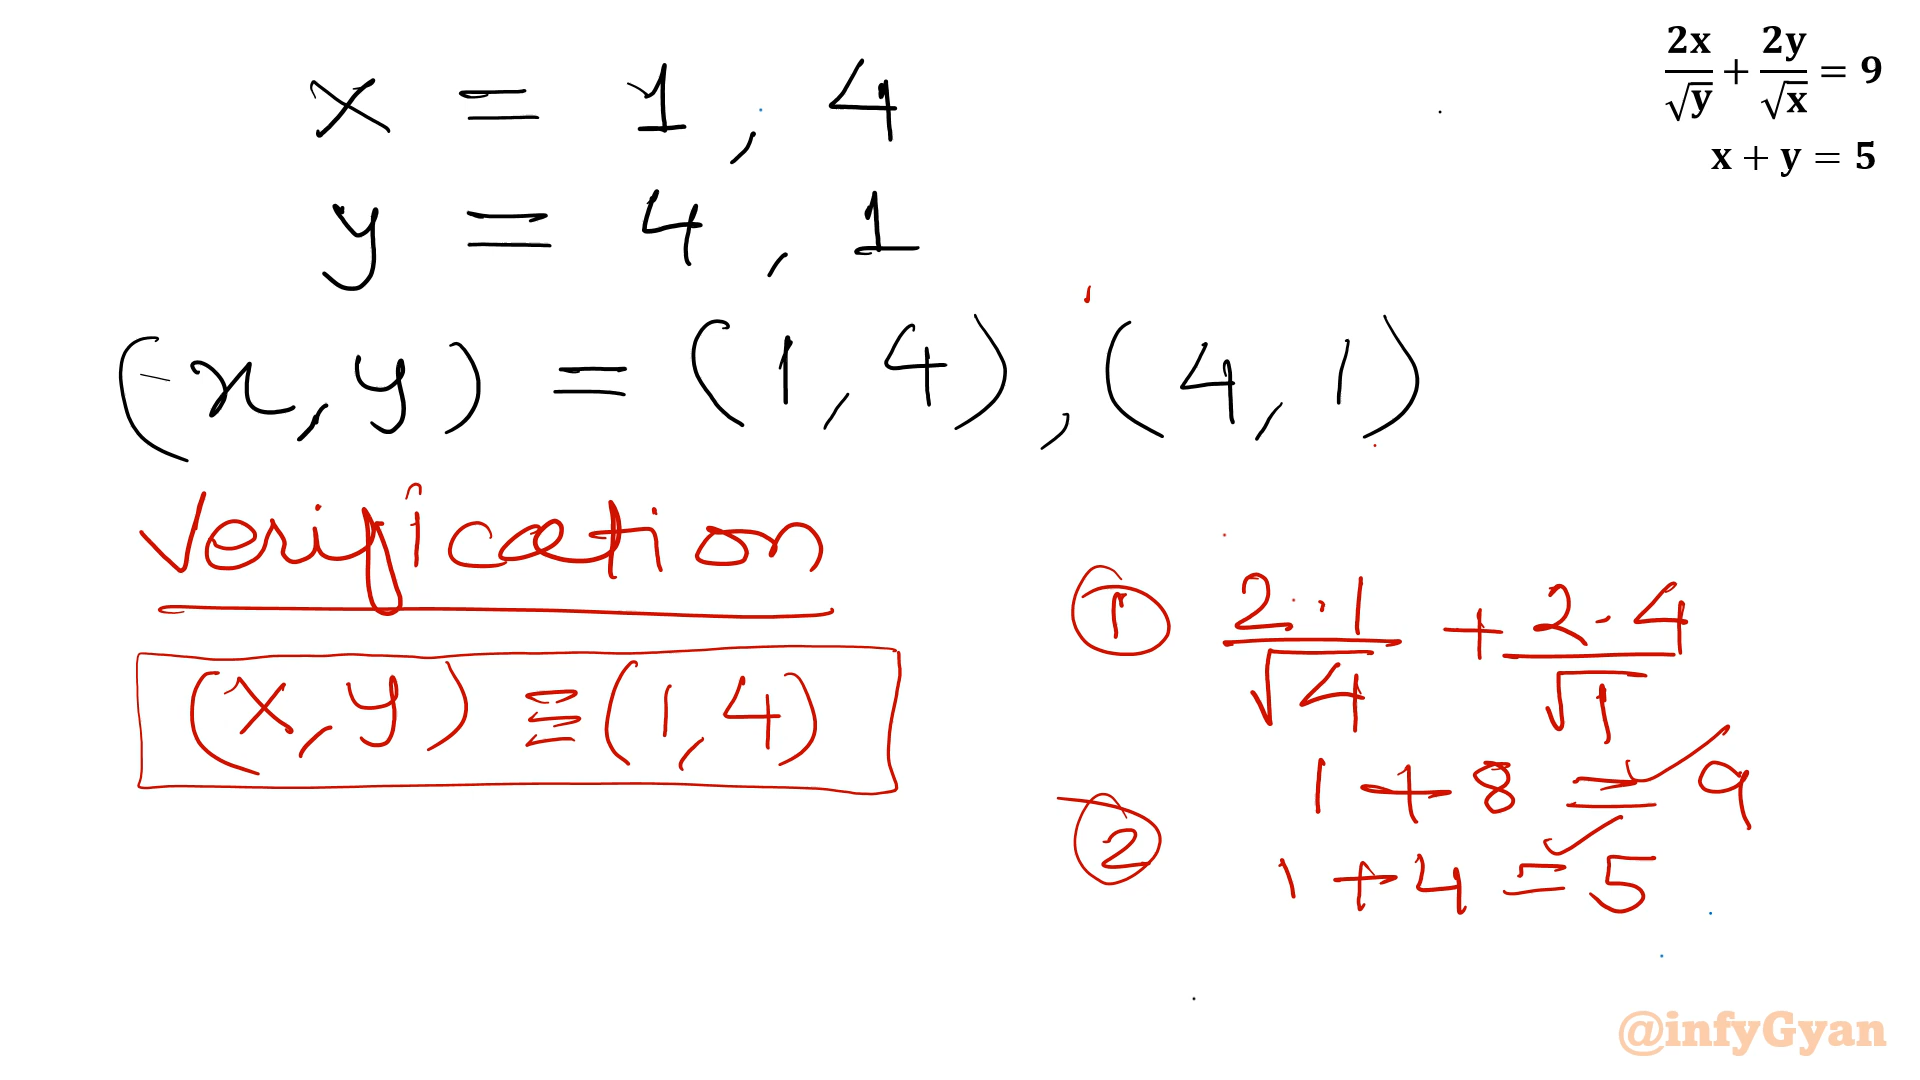 2x/√y + 2y/√x = 9
x + y = 5
x = 1, 4
y = 4, 1
(x, y) = (1, 4), (4, 1)
Verification
(x, y) ≡ (1, 4)
① 2·1/√4 + 2·4/√1
1 + 8 = 9
② 1 + 4 = 5
@infyGyan